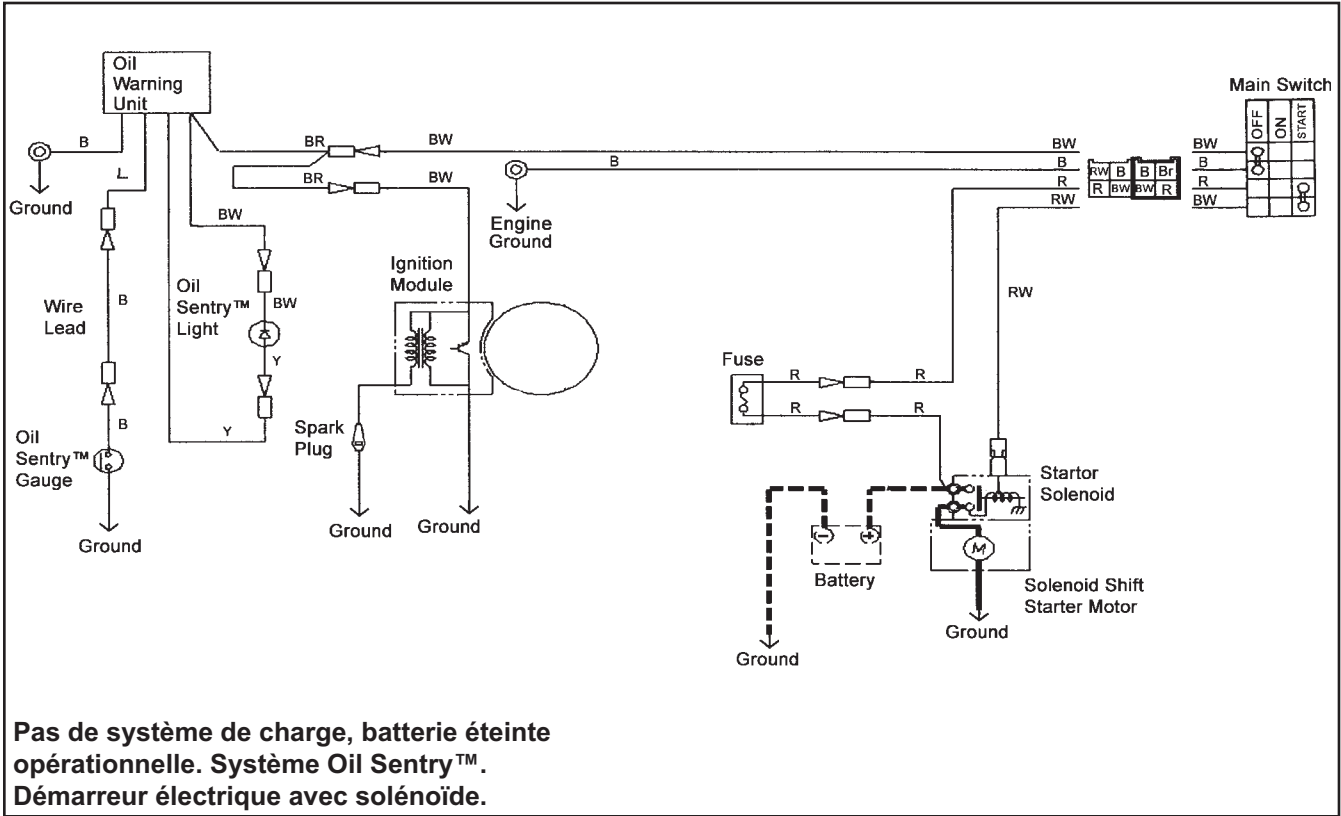 Oil
Warning
Unit
Main Switch
OFF
ON
START
B
BR
BW
BW
BW
L
B
B
B
BR
BW
RW B B Br
R BW BW R
R
R
Ground
BW
RW
BW
Engine
Ground
Ignition
Module
Oil
Sentry™
Light
BW
Wire
Lead
B
RW
Y
Fuse
R
R
R
R
B
Y
Spark
Plug
Oil
Sentry™
Gauge
Startor
Solenoid
Ground
Ground
Ground
- +
M
Battery
Solenoid Shift
Starter Motor
Ground
Ground
Pas de système de charge, batterie éteinte
opérationnelle. Système Oil Sentry™.
Démarreur électrique avec solénoïde.